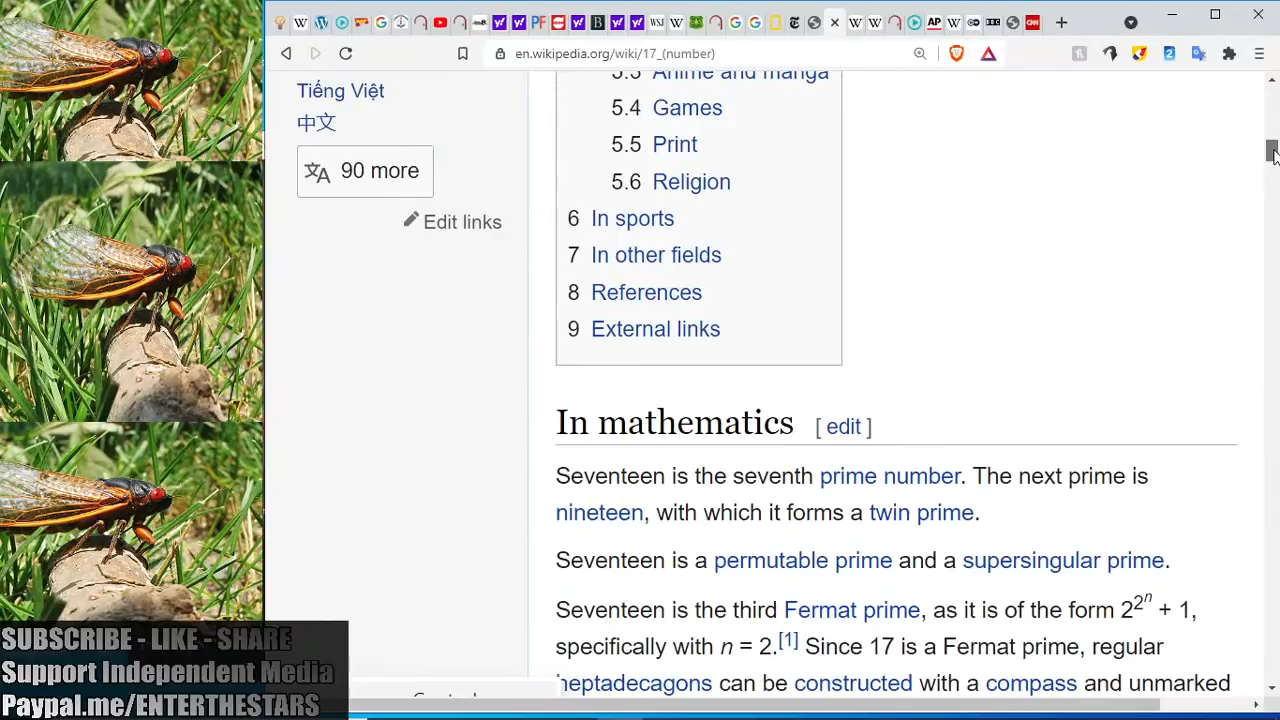 en.wikipedia.org/wiki/17_(number)
Tiếng Việt
中文
90 more
Edit links
5.3 Anime and manga
5.4 Games
5.5 Print
5.6 Religion
6 In sports
7 In other fields
8 References
9 External links
In mathematics [ edit ]
Seventeen is the seventh prime number. The next prime is
nineteen, with which it forms a twin prime.
Seventeen is a permutable prime and a supersingular prime.
Seventeen is the third Fermat prime, as it is of the form 2^2^n + 1,
specifically with n = 2.[1] Since 17 is a Fermat prime, regular
heptadecagons can be constructed with a compass and unmarked
SUBSCRIBE - LIKE - SHARE
Support Independent Media
Paypal.me/ENTERTHESTARS